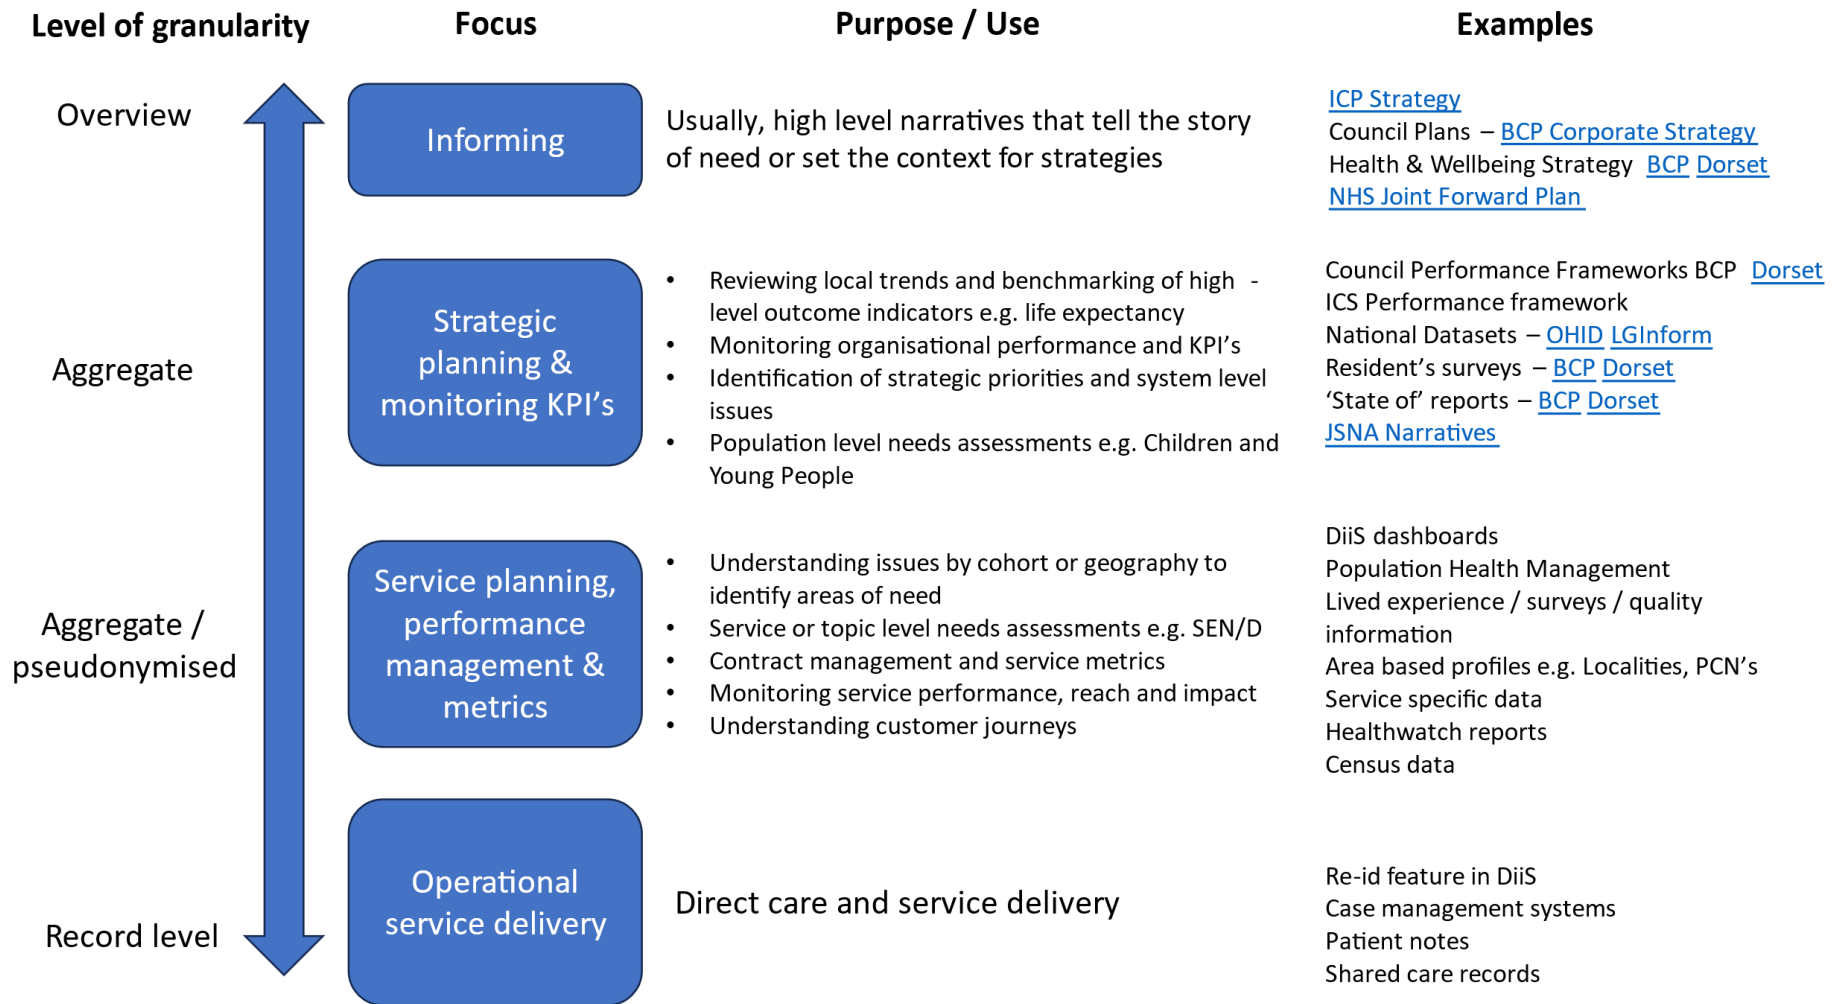 Level of granularity
Focus
Purpose / Use
Examples
Overview
Informing
Usually, high level narratives that tell the story
of need or set the context for strategies
ICP Strategy
Council Plans – BCP Corporate Strategy
Health & Wellbeing Strategy BCP Dorset
NHS Joint Forward Plan
Aggregate
Strategic
planning &
monitoring KPI's
• Reviewing local trends and benchmarking of high -
level outcome indicators e.g. life expectancy
• Monitoring organisational performance and KPI's
• Identification of strategic priorities and system level
issues
• Population level needs assessments e.g. Children and
Young People
Council Performance Frameworks BCP Dorset
ICS Performance framework
National Datasets – OHID LGInform
Resident's surveys – BCP Dorset
'State of' reports – BCP Dorset
JSNA Narratives
Aggregate /
pseudonymised
Service planning,
performance
management &
metrics
• Understanding issues by cohort or geography to
identify areas of need
• Service or topic level needs assessments e.g. SEN/D
• Contract management and service metrics
• Monitoring service performance, reach and impact
• Understanding customer journeys
DiiS dashboards
Population Health Management
Lived experience / surveys / quality
information
Area based profiles e.g. Localities, PCN's
Service specific data
Healthwatch reports
Census data
Record level
Operational
service delivery
Direct care and service delivery
Re-id feature in DiiS
Case management systems
Patient notes
Shared care records